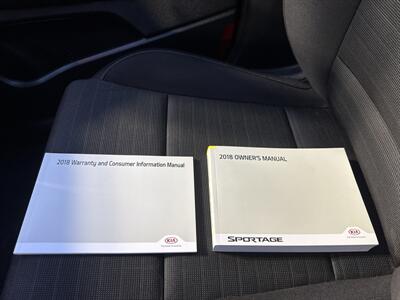 2018 Warranty and Consumer Information Manual
KIA
2018 OWNER'S MANUAL
SPORTAGE
KIA